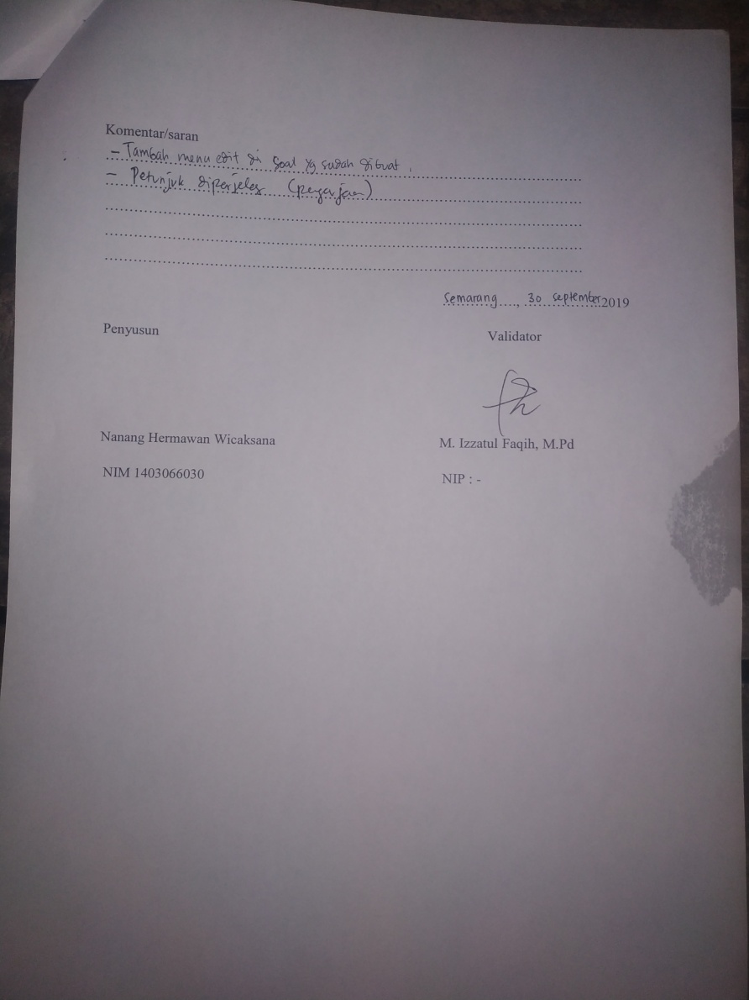 Komentar/saran
- Tambah menu edit di soal yg sudah dibuat.
- Petunjuk diperjelas (pengerjaan)
Semarang ...., 30 september 2019
Penyusun Validator
Nanang Hermawan Wicaksana M. Izzatul Faqih, M.Pd
NIM 1403066030 NIP : -